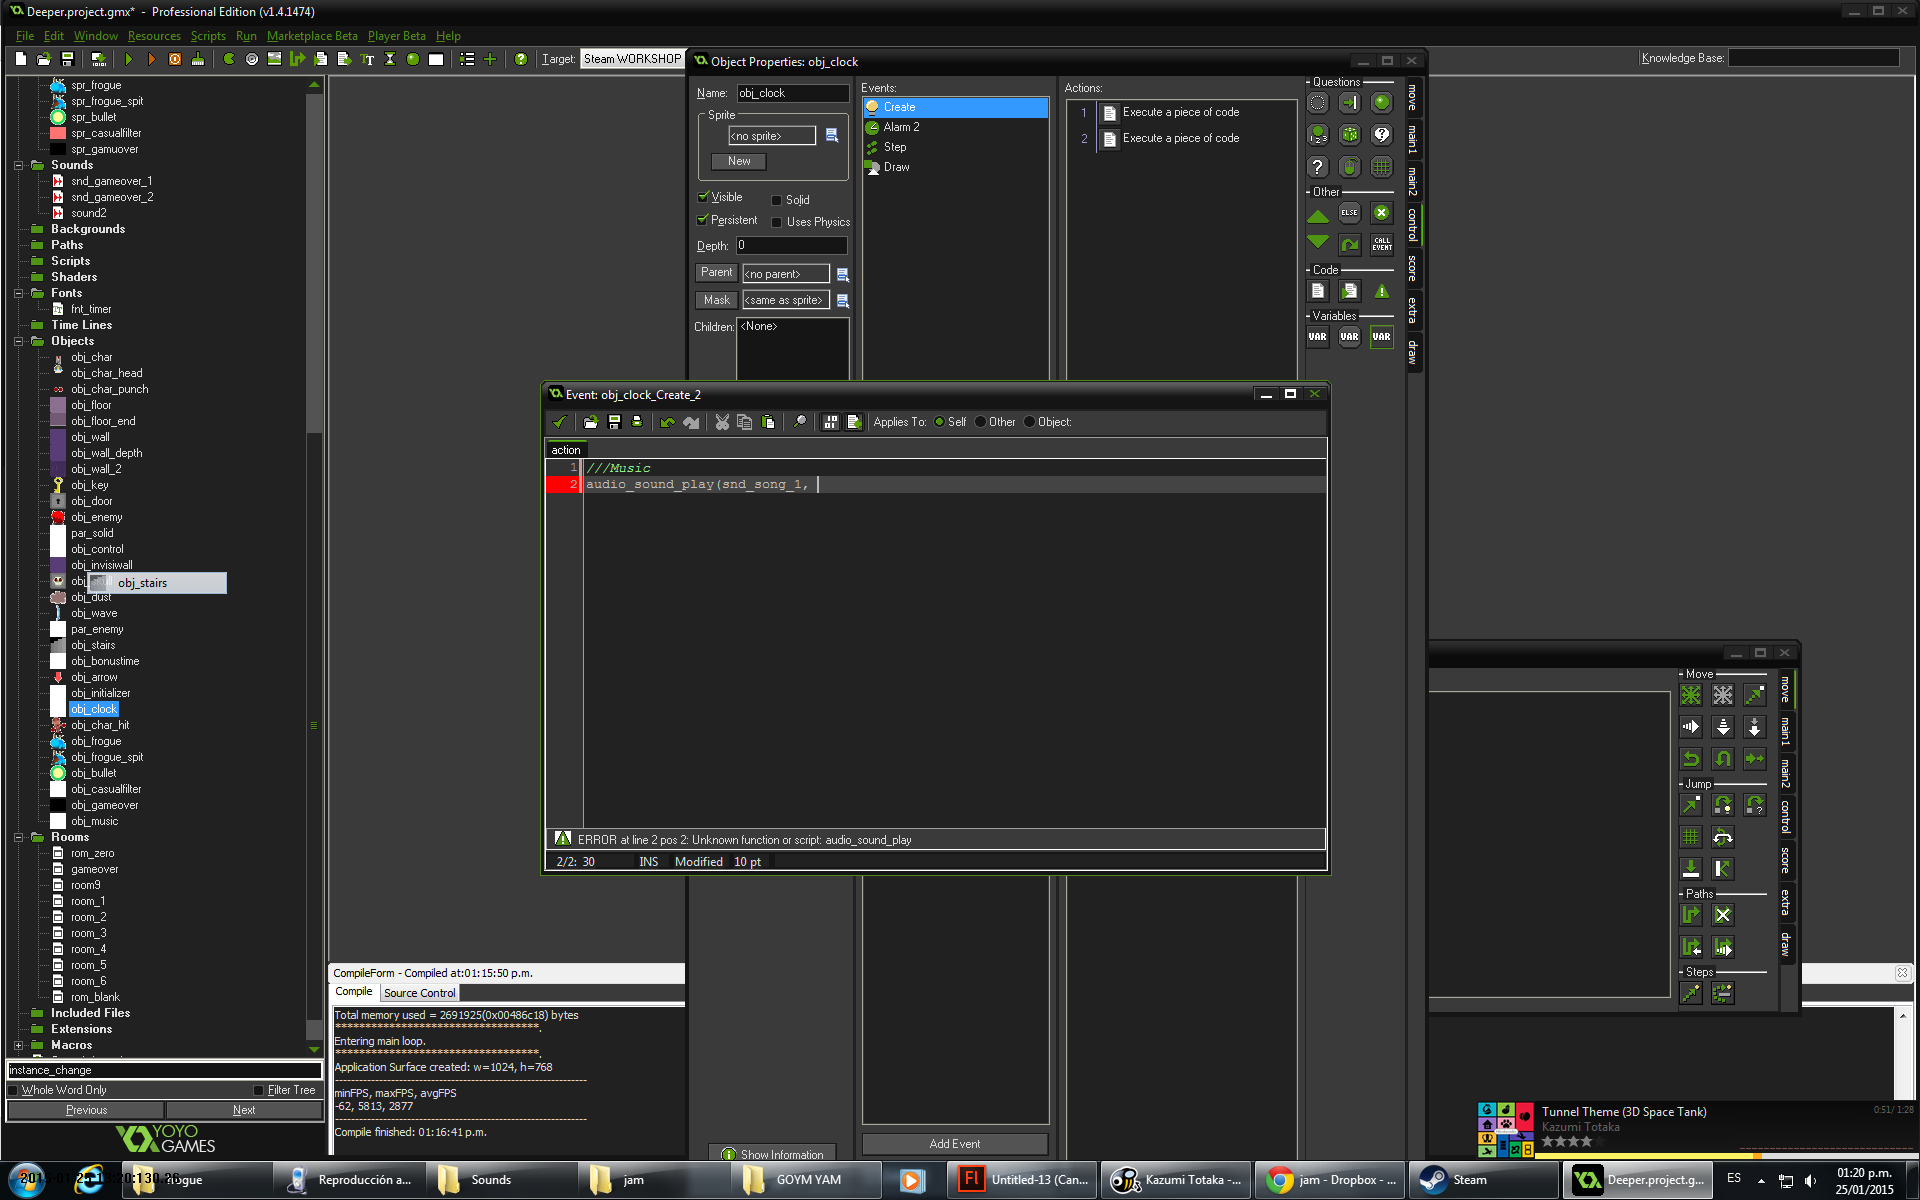 Deeper.project.gmx* - Professional Edition (v1.4.1474)
File Edit Window Resources Scripts Run Marketplace Beta Player Beta Help
Target: Steam WORKSHOP
Knowledge Base:
spr_frogue
spr_frogue_spit
spr_bullet
spr_casualfilter
spr_gamuover
Sounds
snd_gameover_1
snd_gameover_2
sound2
Backgrounds
Paths
Scripts
Shaders
Fonts
fnt_timer
Time Lines
Objects
obj_char
obj_char_head
obj_char_punch
obj_floor
obj_floor_end
obj_wall
obj_wall_depth
obj_wall_2
obj_key
obj_door
obj_enemy
par_solid
obj_control
obj_invisiwall
obj_stairs
obj_dust
obj_wave
par_enemy
obj_stairs
obj_bonustime
obj_arrow
obj_initializer
obj_clock
obj_char_hit
obj_frogue
obj_frogue_spit
obj_bullet
obj_casualfilter
obj_gameover
obj_music
Rooms
rom_zero
gameover
room9
room_1
room_2
room_3
room_4
room_5
room_6
rom_blank
Included Files
Extensions
Macros
instance_change
Whole Word Only Filter Tree
Previous Next
YOYO
GAMES
Object Properties: obj_clock
Name: obj_clock
Sprite
<no sprite>
New
Visible Solid
Persistent Uses Physics
Depth: 0
Parent <no parent>
Mask <same as sprite>
Children: <None>
Show Information
Events:
Create
Alarm 2
Step
Draw
Add Event
Actions:
1 Execute a piece of code
2 Execute a piece of code
Questions
Other
ELSE
CALL EVENT
Code
Variables
VAR VAR VAR
move
main1
main2
control
score
extra
draw
Event: obj_clock_Create_2
Applies To: Self Other Object:
action
1 ///Music
2 audio_sound_play(snd_song_1,
ERROR at line 2 pos 2: Unknown function or script: audio_sound_play
2/2: 30 INS Modified 10 pt
Move
Jump
Paths
Steps
move
main1
main2
control
score
extra
draw
CompileForm - Compiled at:01:15:50 p.m.
Compile Source Control
Total memory used = 2691925(0x00486c18) bytes
***********************************.
Entering main loop.
***********************************.
Application Surface created: w=1024, h=768
minFPS, maxFPS, avgFPS
-62, 5813, 2877
Compile finished: 01:16:41 p.m.
Tunnel Theme (3D Space Tank)
Kazumi Totaka
0:51/ 1:28
Reproducción a...
Sounds
jam
GOYM YAM
Untitled-13 (Can...
Kazumi Totaka -...
jam - Dropbox - ...
Steam
Deeper.project.g...
ES
01:20 p.m.
25/01/2015